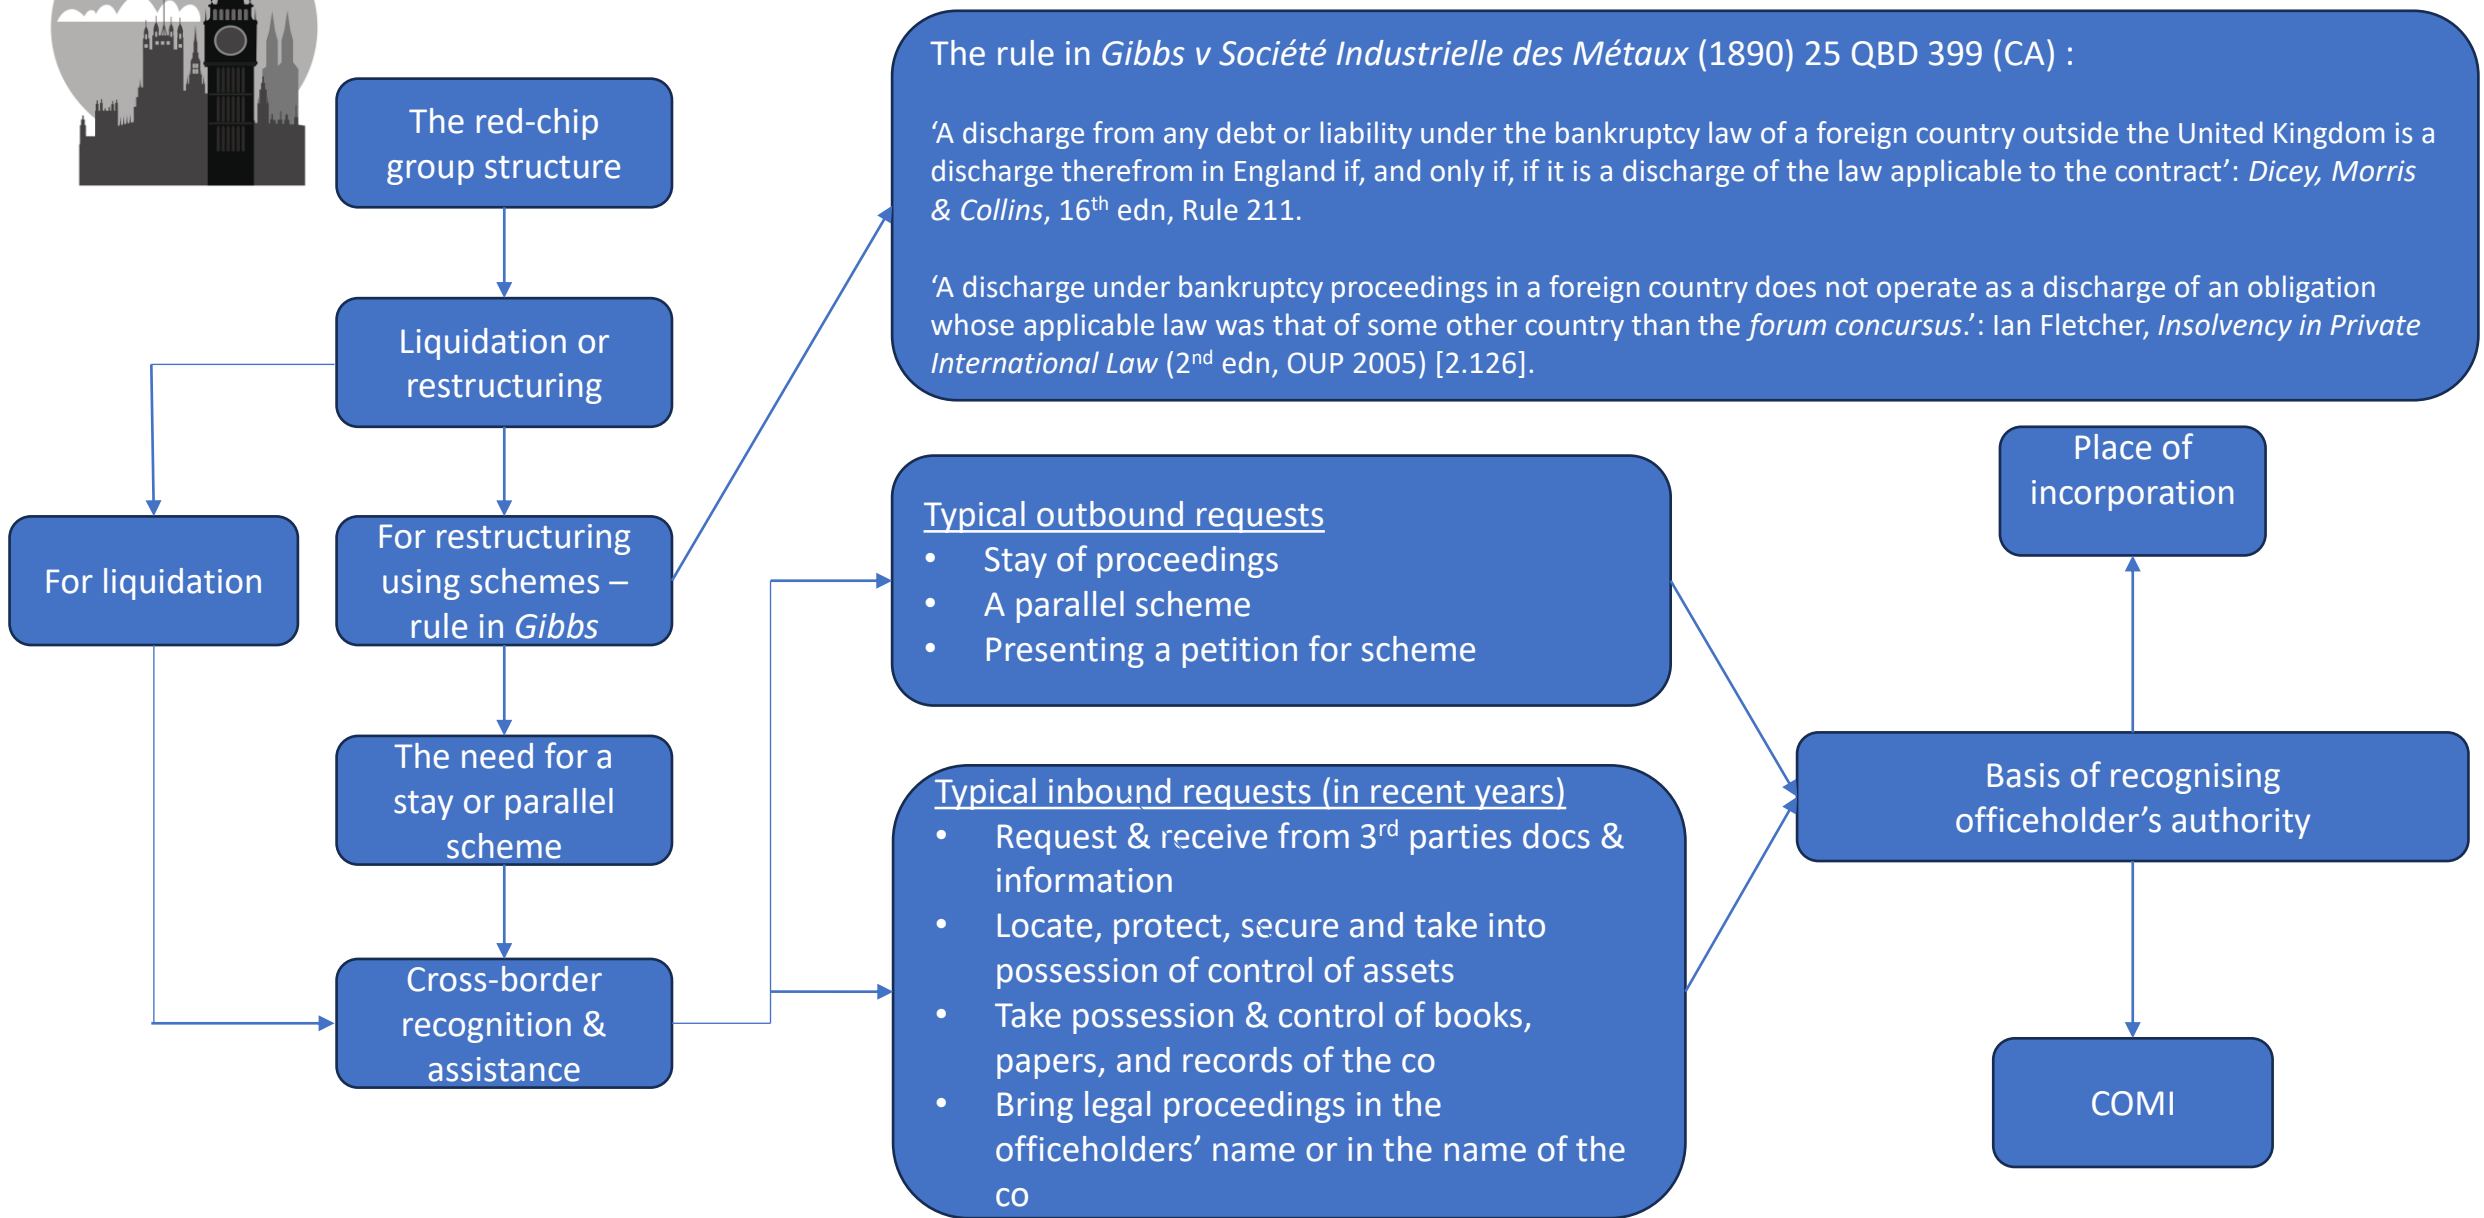 The red-chip
group structure
Liquidation or
restructuring
For liquidation
For restructuring
using schemes –
rule in Gibbs
The need for a
stay or parallel
scheme
Cross-border
recognition &
assistance
The rule in Gibbs v Société Industrielle des Métaux (1890) 25 QBD 399 (CA) :
‘A discharge from any debt or liability under the bankruptcy law of a foreign country outside the United Kingdom is a
discharge therefrom in England if, and only if, if it is a discharge of the law applicable to the contract’: Dicey, Morris
& Collins, 16th edn, Rule 211.
‘A discharge under bankruptcy proceedings in a foreign country does not operate as a discharge of an obligation
whose applicable law was that of some other country than the forum concursus.’: Ian Fletcher, Insolvency in Private
International Law (2nd edn, OUP 2005) [2.126].
Typical outbound requests
• Stay of proceedings
• A parallel scheme
• Presenting a petition for scheme
Typical inbound requests (in recent years)
• Request & receive from 3rd parties docs &
information
• Locate, protect, secure and take into
possession of control of assets
• Take possession & control of books,
papers, and records of the co
• Bring legal proceedings in the
officeholders’ name or in the name of the
co
Place of
incorporation
Basis of recognising
officeholder’s authority
COMI